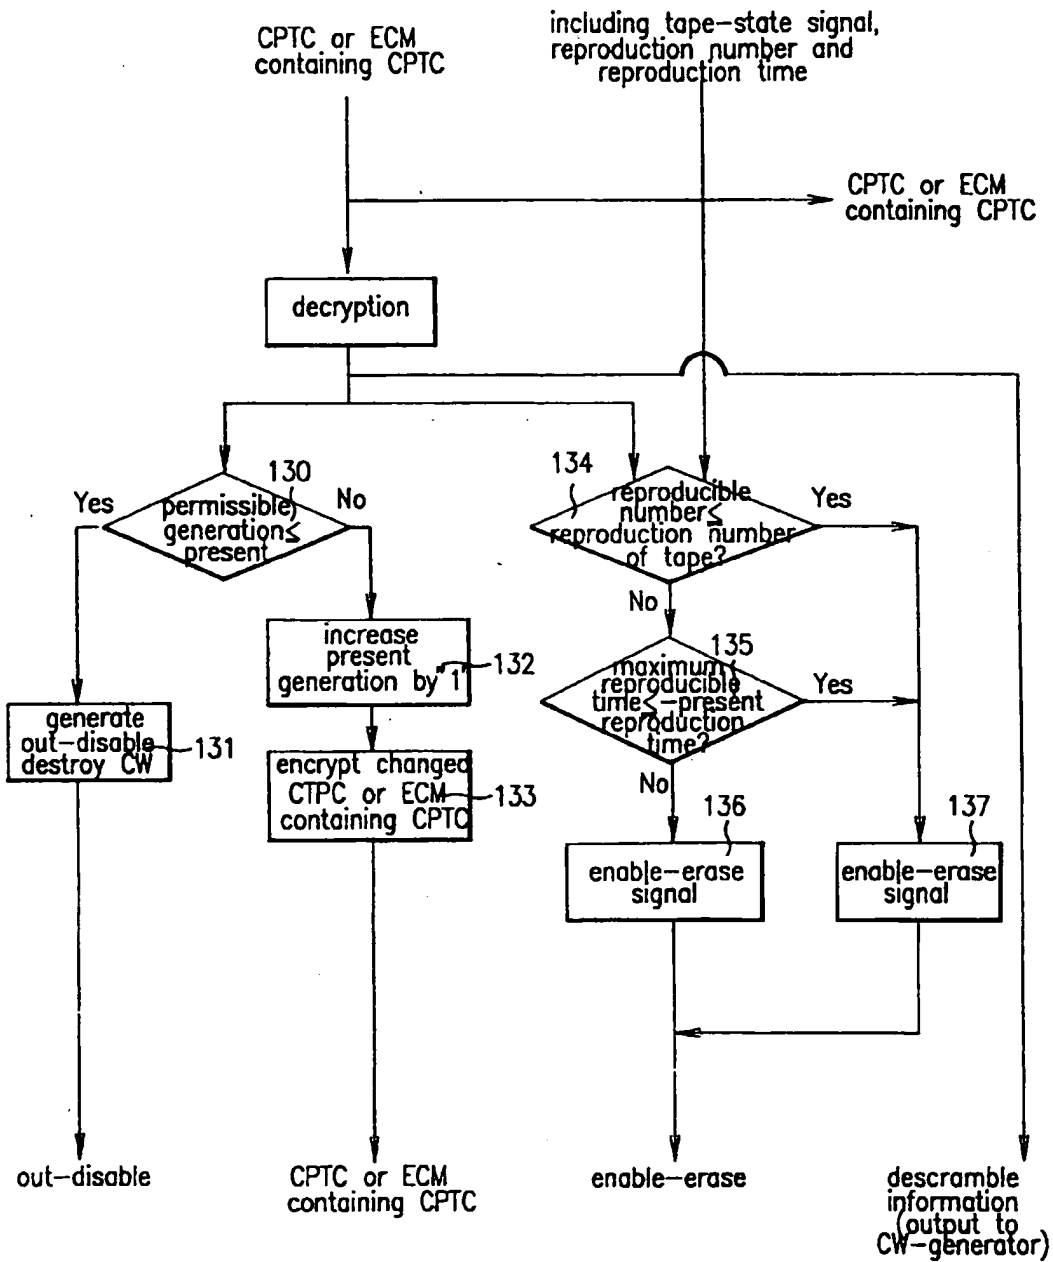 CPTC or ECM
containing CPTC
including tape-state signal,
reproduction number and
reproduction time
CPTC or ECM
containing CPTC
decryption
130
Yes
No
permissible
generation≤
present
134
reproducible
number≤
reproduction number
of tape?
Yes
No
increase
present
generation by"1"
132
135
maximum
reproducible
time≤-present
reproduction
time?
Yes
No
generate
out-disable
destroy CW
131
encrypt changed
CTPC or ECM
containing CPTC
133
136
enable-erase
signal
137
enable-erase
signal
out-disable
CPTC or ECM
containing CPTC
enable-erase
descramble
information
(output to
CW-generator)